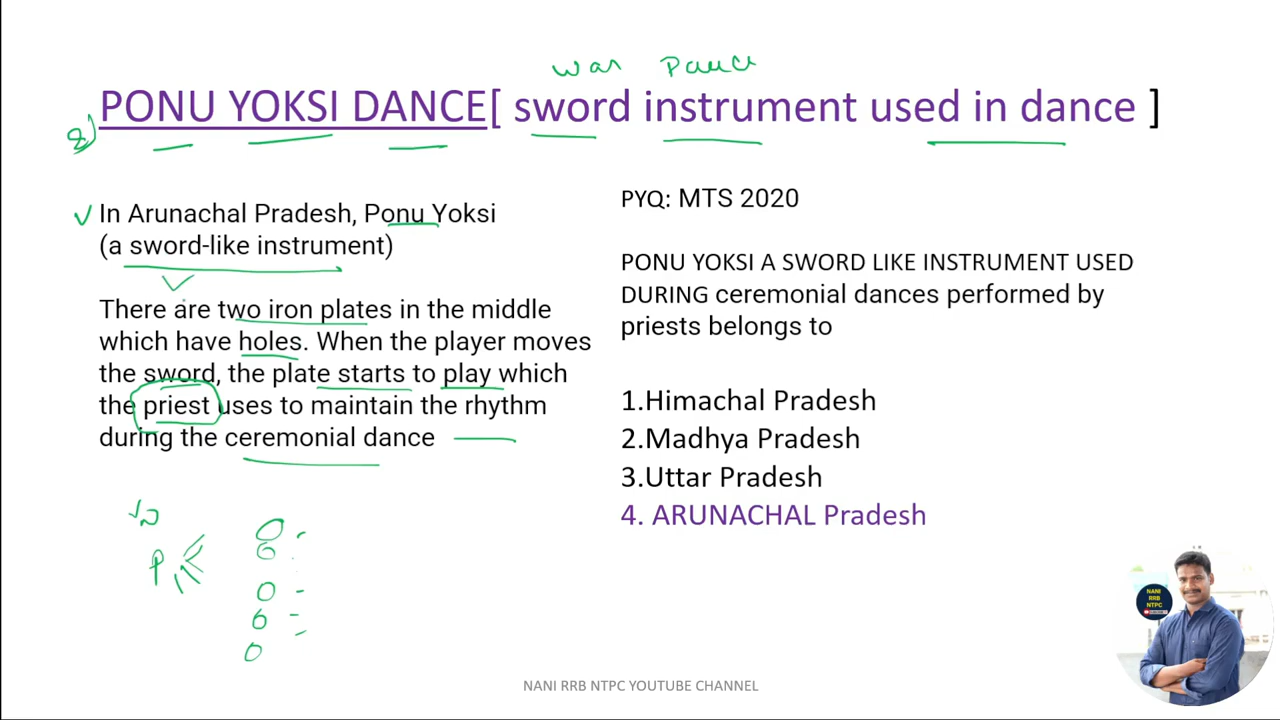 war Dance
PONU YOKSI DANCE[ sword instrument used in dance ]
8)
In Arunachal Pradesh, Ponu Yoksi
(a sword-like instrument)
There are two iron plates in the middle
which have holes. When the player moves
the sword, the plate starts to play which
the priest uses to maintain the rhythm
during the ceremonial dance
P
PYQ: MTS 2020
PONU YOKSI A SWORD LIKE INSTRUMENT USED
DURING ceremonial dances performed by
priests belongs to
1.Himachal Pradesh
2.Madhya Pradesh
3.Uttar Pradesh
4. ARUNACHAL Pradesh
NANI
RRB
NTPC
NANI RRB NTPC YOUTUBE CHANNEL